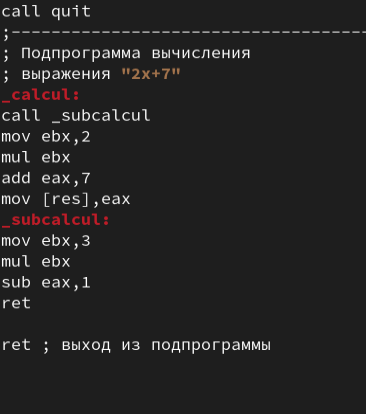 call quit
;------------------------------------
; Подпрограмма вычисления
; выражения "2x+7"
_calcul:
call _subcalcul
mov ebx,2
mul ebx
add eax,7
mov [res],eax
_subcalcul:
mov ebx,3
mul ebx
sub eax,1
ret
ret ; выход из подпрограммы